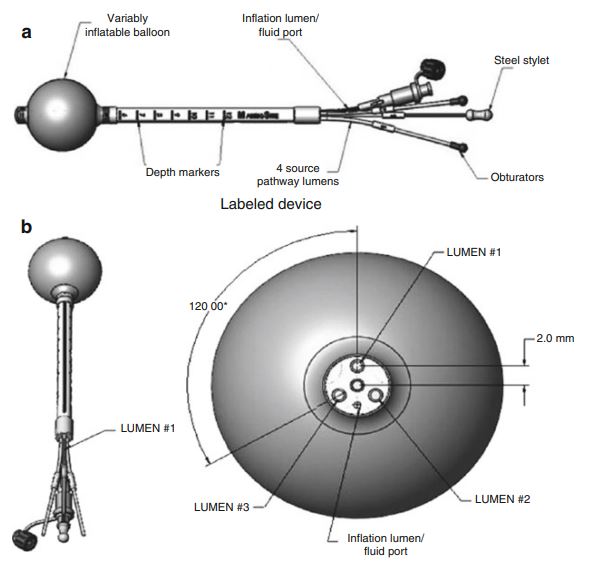 a
Variably
inflatable balloon
Inflation lumen/
fluid port
Steel stylet
Depth markers
4 source
pathway lumens
Obturators
Labeled device
b
LUMEN #1
120 00°
2.0 mm
LUMEN #1
LUMEN #3
LUMEN #2
Inflation lumen/
fluid port